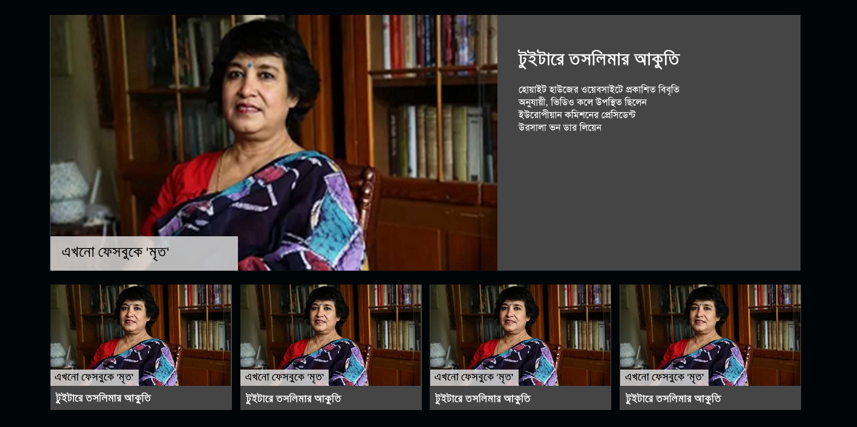 টুইটারে তসলিমার আকুতি
হোয়াইট হাউজের ওয়েবসাইটে প্রকাশিত বিবৃতি
অনুযায়ী, ভিডিও কলে উপস্থিত ছিলেন
ইউরোপীয়ান কমিশনের প্রেসিডেন্ট
উরসালা ভন ডার লিয়েন
এখনো ফেসবুকে 'মৃত'
এখনো ফেসবুকে 'মৃত'
টুইটারে তসলিমার আকুতি
এখনো ফেসবুকে 'মৃত'
টুইটারে তসলিমার আকুতি
এখনো ফেসবুকে 'মৃত'
টুইটারে তসলিমার আকুতি
এখনো ফেসবুকে 'মৃত'
টুইটারে তসলিমার আকুতি